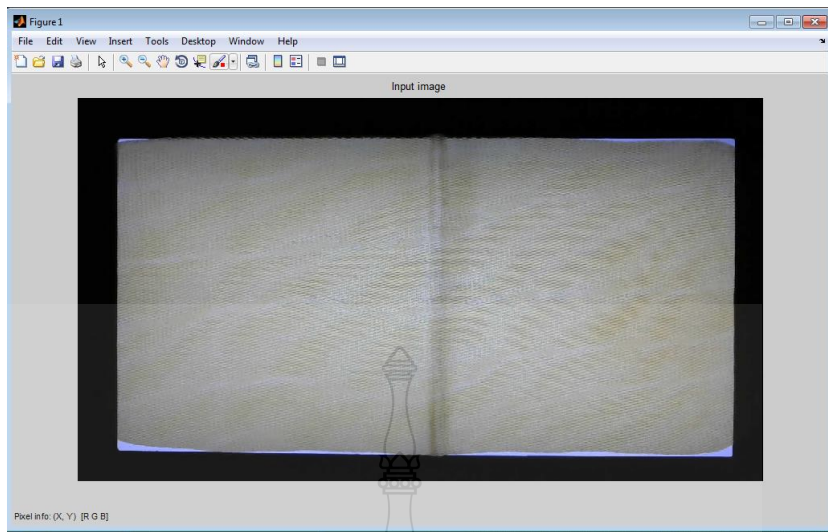 Figure 1
File Edit View Insert Tools Desktop Window Help
Input image
Pixel info: (X, Y) [R G B]